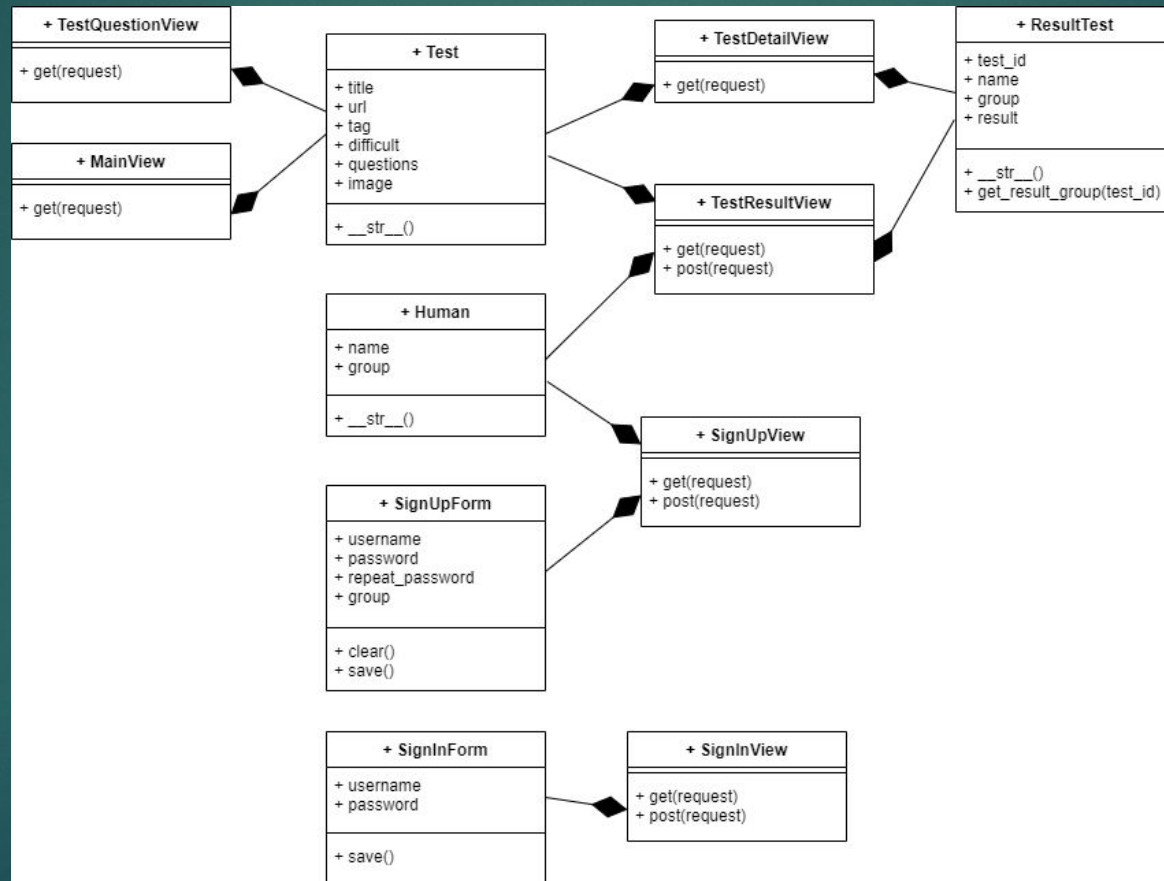 + TestQuestionView
+ get(request)
+ MainView
+ get(request)
+ Test
+ title
+ url
+ tag
+ difficult
+ questions
+ image
+ __str__()
+ TestDetailView
+ get(request)
+ ResultTest
+ test_id
+ name
+ group
+ result
+ __str__()
+ get_result_group(test_id)
+ TestResultView
+ get(request)
+ post(request)
+ Human
+ name
+ group
+ __str__()
+ SignUpView
+ get(request)
+ post(request)
+ SignUpForm
+ username
+ password
+ repeat_password
+ group
+ clear()
+ save()
+ SignInForm
+ username
+ password
+ save()
+ SignInView
+ get(request)
+ post(request)